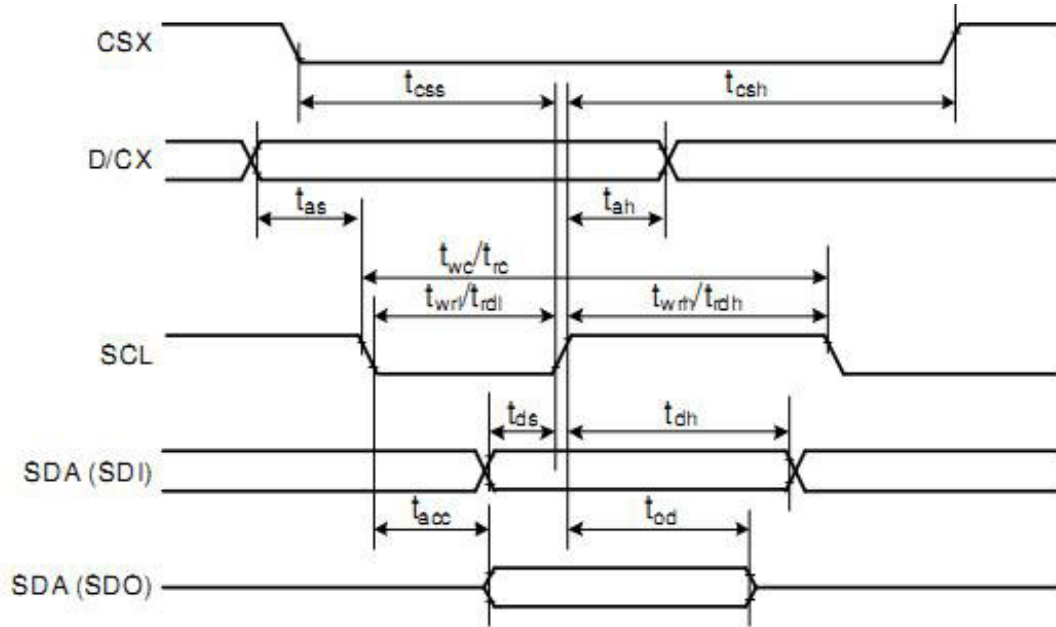 CSX
tcss
tcsh
D/CX
tas
tah
twc/trc
twrl/trdl
twrh/trdh
SCL
tds
tdh
SDA (SDI)
tacc
tod
SDA (SDO)